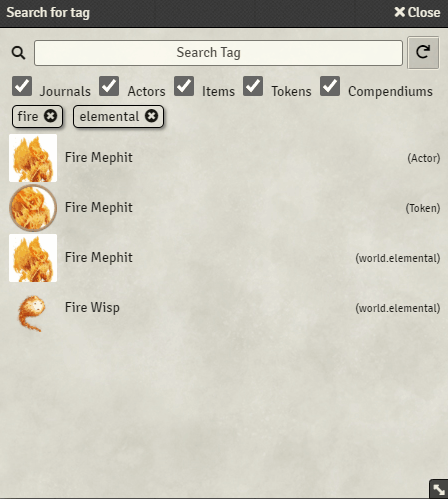 Search for tag Close
Search Tag
Journals Actors Items Tokens Compendiums
fire elemental
Fire Mephit (Actor)
Fire Mephit (Token)
Fire Mephit (world.elemental)
Fire Wisp (world.elemental)